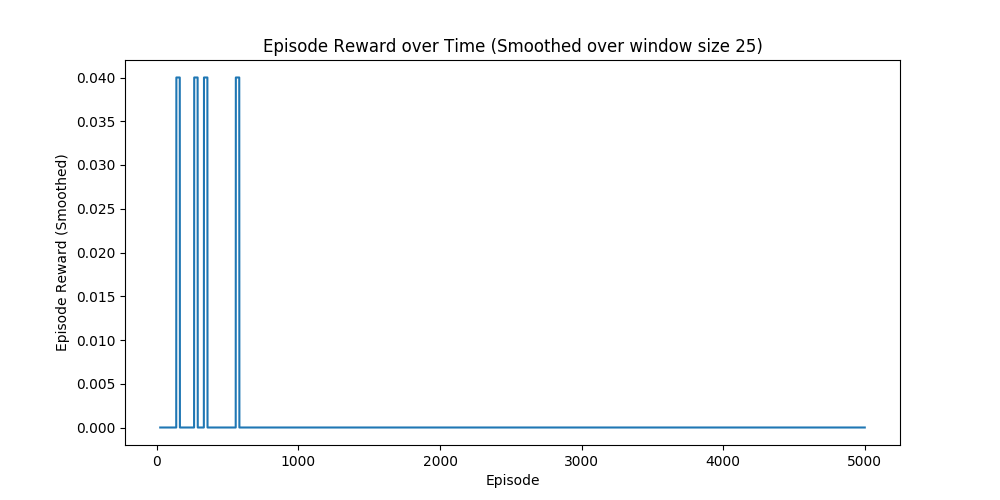 Episode Reward over Time (Smoothed over window size 25)
Episode Reward (Smoothed)
0.040
0.035
0.030
0.025
0.020
0.015
0.010
0.005
0.000
0 1000 2000 3000 4000 5000
Episode